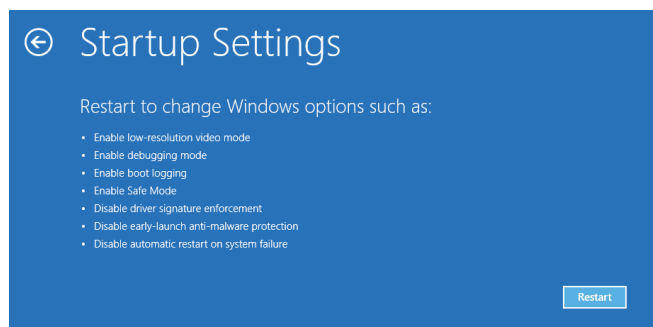 Startup Settings
Restart to change Windows options such as:
• Enable low-resolution video mode
• Enable debugging mode
• Enable boot logging
• Enable Safe Mode
• Disable driver signature enforcement
• Disable early-launch anti-malware protection
• Disable automatic restart on system failure
Restart